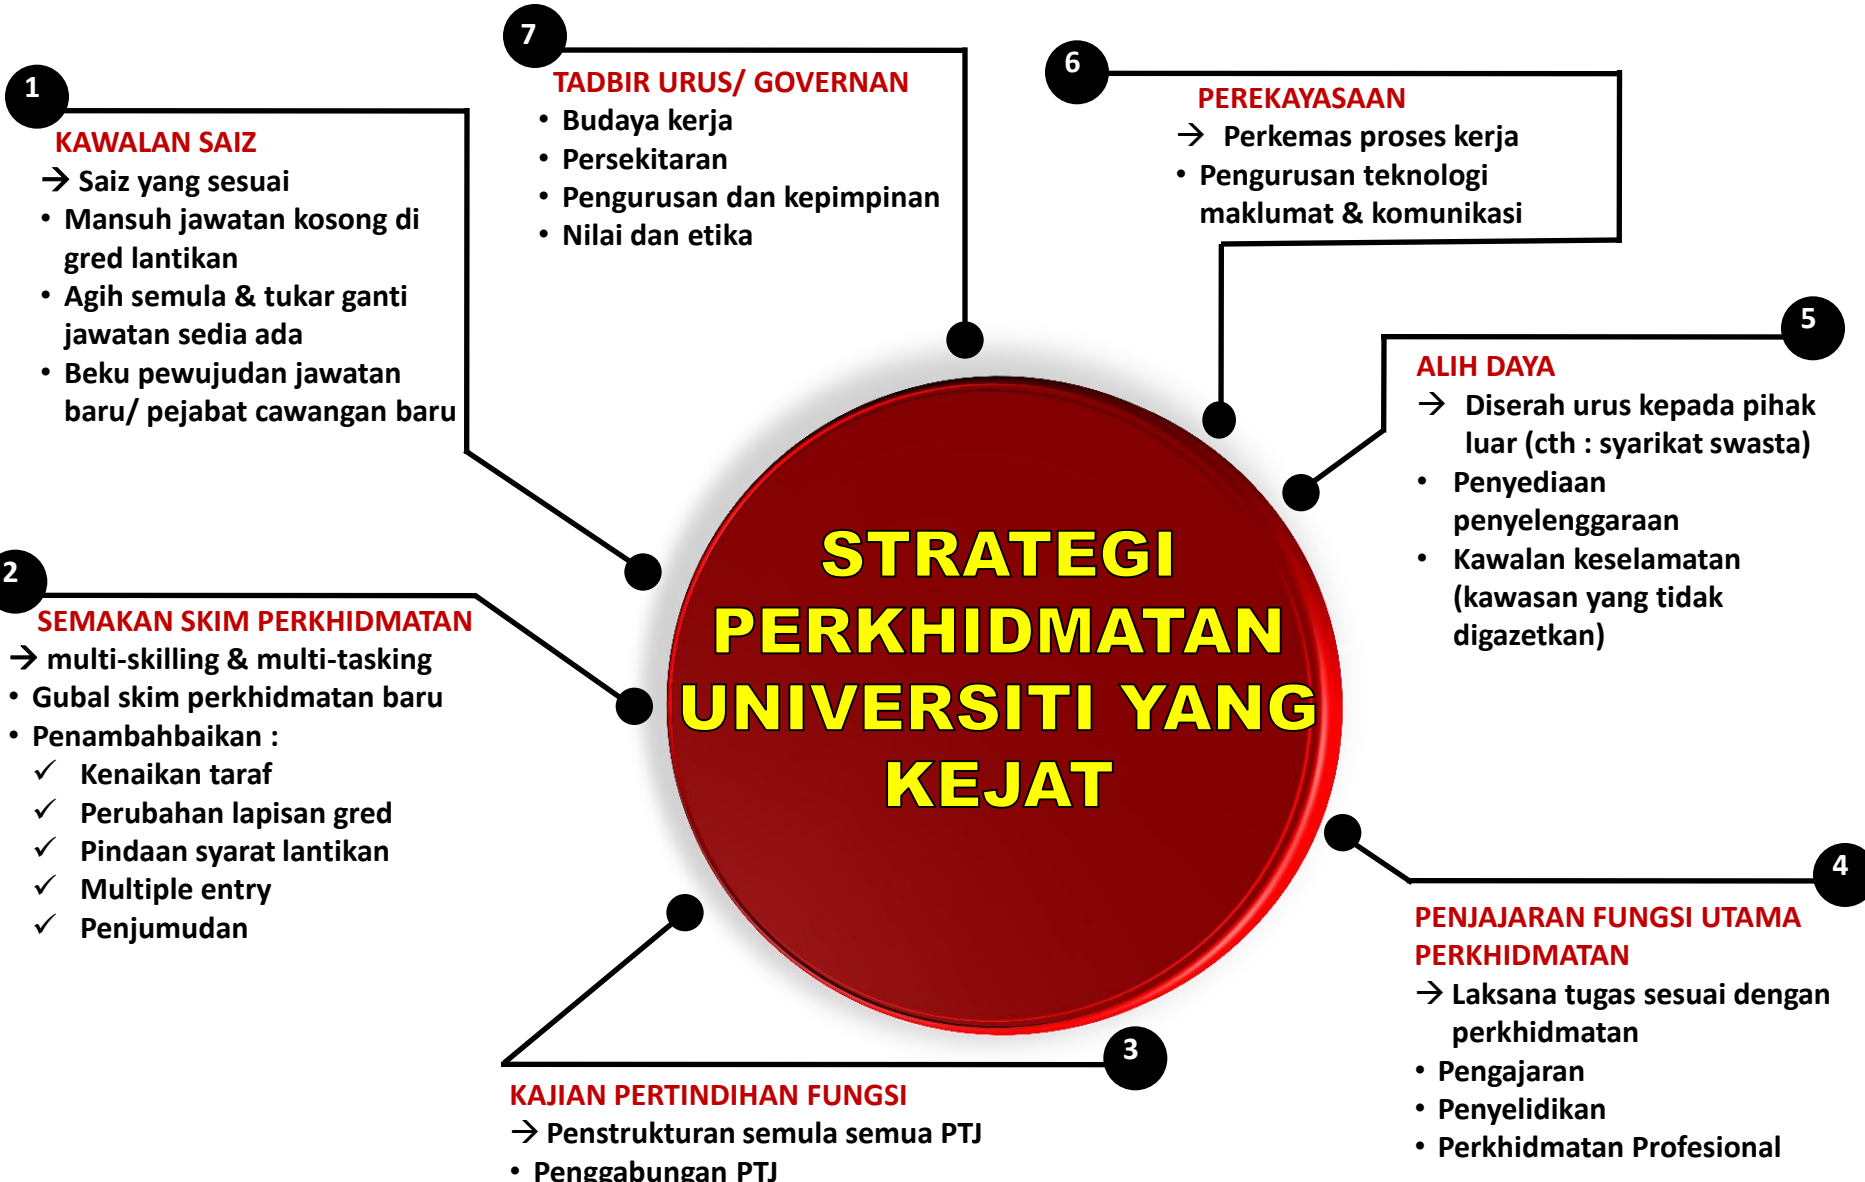 1
KAWALAN SAIZ
→ Saiz yang sesuai
• Mansuh jawatan kosong di
gred lantikan
• Agih semula & tukar ganti
jawatan sedia ada
• Beku pewujudan jawatan
baru/ pejabat cawangan baru
2
SEMAKAN SKIM PERKHIDMATAN
→ multi-skilling & multi-tasking
• Gubal skim perkhidmatan baru
• Penambahbaikan :
✓ Kenaikan taraf
✓ Perubahan lapisan gred
✓ Pindaan syarat lantikan
✓ Multiple entry
✓ Penjumudan
3
KAJIAN PERTINDIHAN FUNGSI
→ Penstrukturan semula semua PTJ
• Penggabungan PTJ
4
PENJAJARAN FUNGSI UTAMA
PERKHIDMATAN
→ Laksana tugas sesuai dengan
perkhidmatan
• Pengajaran
• Penyelidikan
• Perkhidmatan Profesional
5
ALIH DAYA
→ Diserah urus kepada pihak
luar (cth : syarikat swasta)
• Penyediaan
penyelenggaraan
• Kawalan keselamatan
(kawasan yang tidak
digazetkan)
6
PEREKAYASAAN
→ Perkemas proses kerja
• Pengurusan teknologi
maklumat & komunikasi
7
TADBIR URUS/ GOVERNAN
• Budaya kerja
• Persekitaran
• Pengurusan dan kepimpinan
• Nilai dan etika
STRATEGI
PERKHIDMATAN
UNIVERSITI YANG
KEJAT